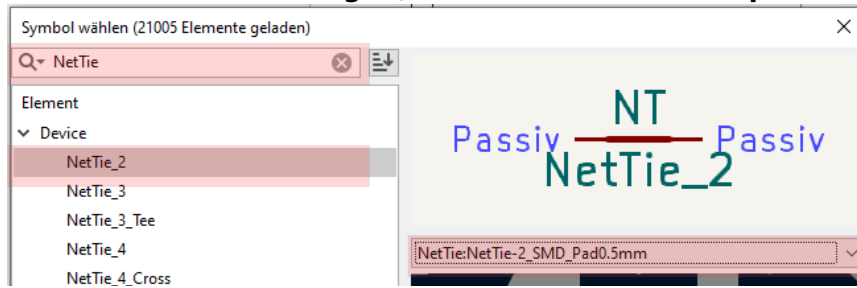 Symbol wählen (21005 Elemente geladen)
NetTie
Element
Device
NetTie_2
NetTie_3
NetTie_3_Tee
NetTie_4
NetTie_4_Cross
NT
Passiv Passiv
NetTie_2
NetTie:NetTie-2_SMD_Pad0.5mm